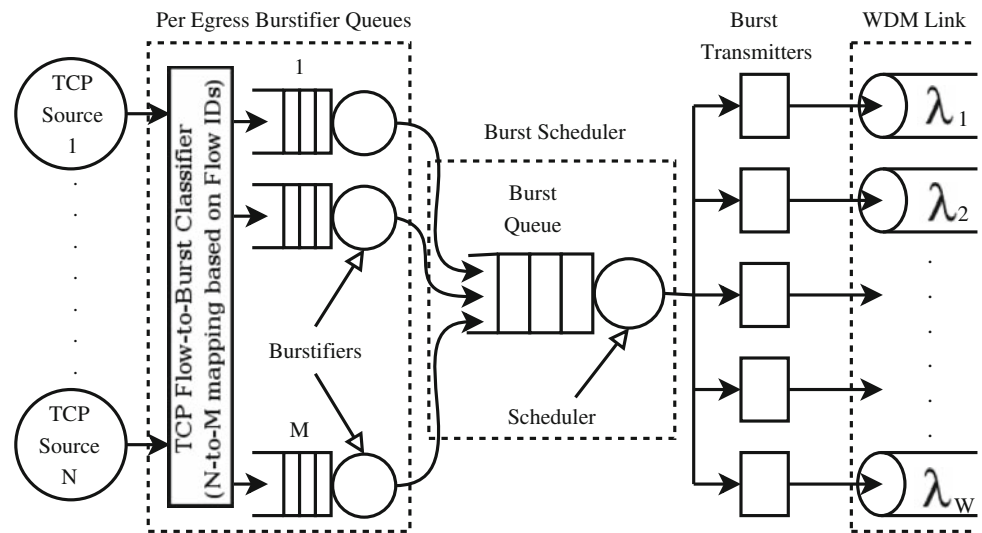 Per Egress Burstifier Queues
Burst
Transmitters
WDM Link
TCP
Source
1
TCP Flow-to-Burst Classifier
(N-to-M mapping based on Flow IDs)
1
Burst Scheduler
Burst
Queue
λ1
λ2
Burstifiers
Scheduler
TCP
Source
N
M
λW